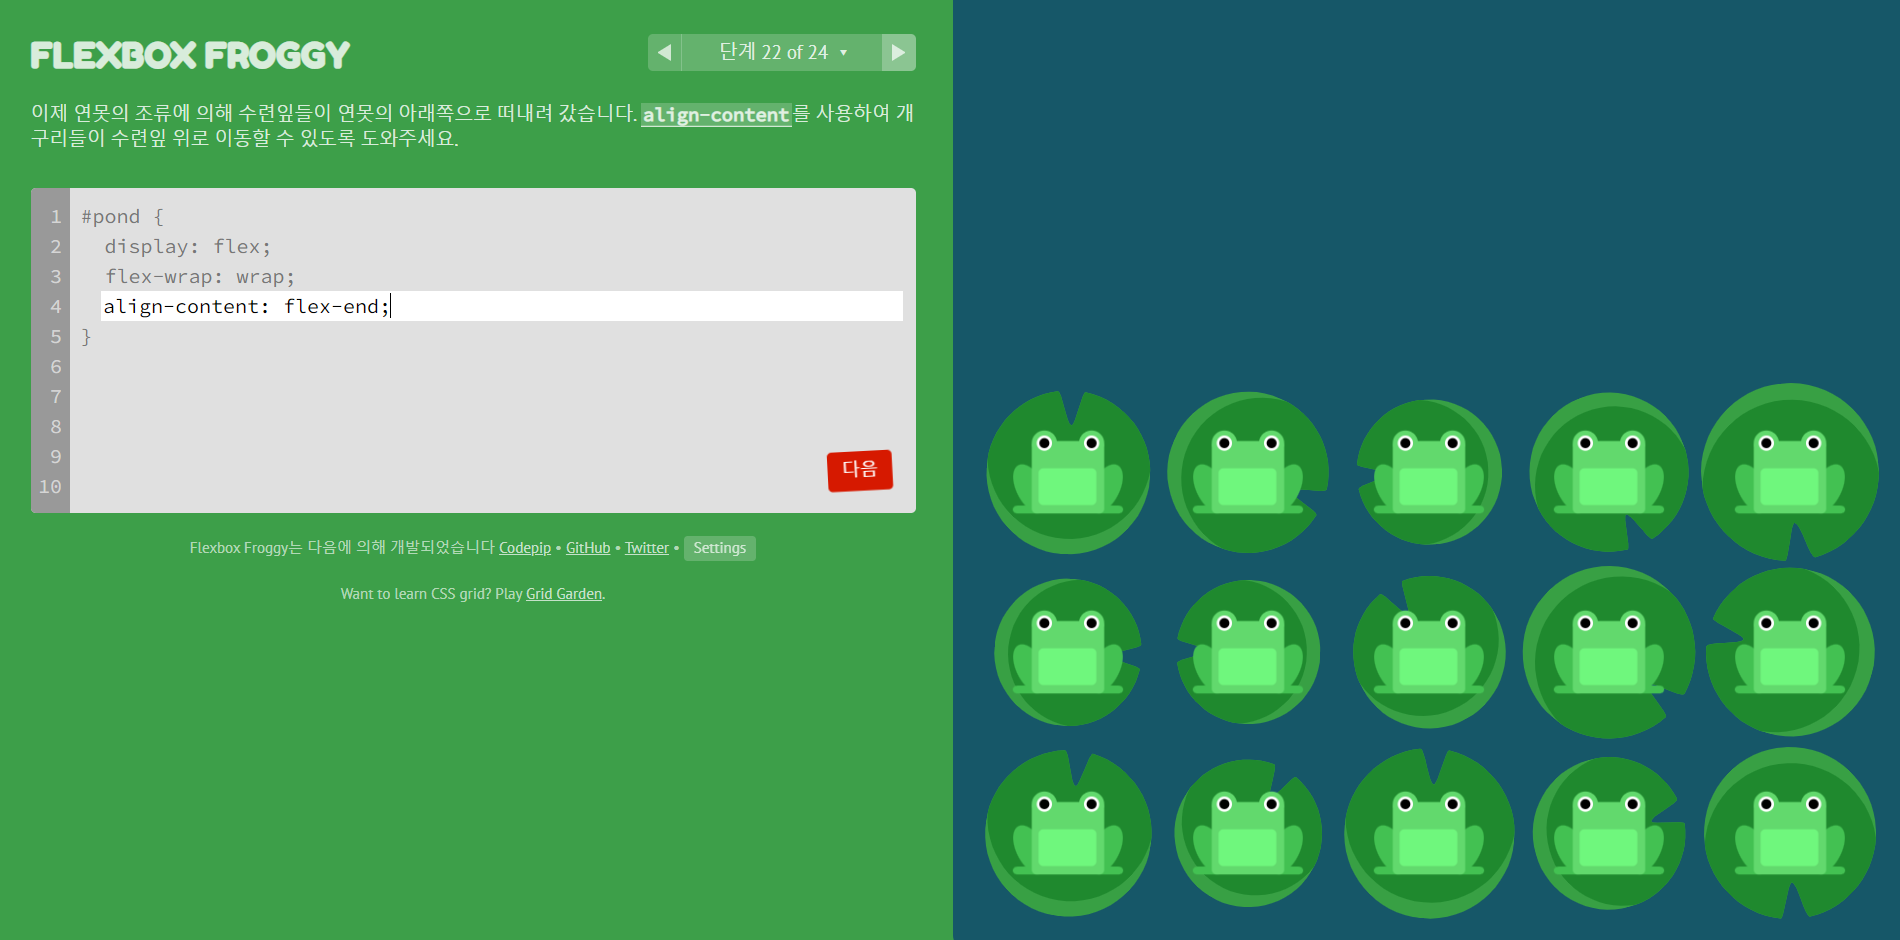 FLEXBOX FROGGY
◀ 단계 22 of 24 ▼ ▶
이제 연못의 조류에 의해 수련잎들이 연못의 아래쪽으로 떠내려 갔습니다. align-content를 사용하여 개
구리들이 수련잎 위로 이동할 수 있도록 도와주세요.
1 #pond {
2 display: flex;
3 flex-wrap: wrap;
4 align-content: flex-end;
5 }
6
7
8
9
10
다음
Flexbox Froggy는 다음에 의해 개발되었습니다 Codepip • GitHub • Twitter • Settings
Want to learn CSS grid? Play Grid Garden.